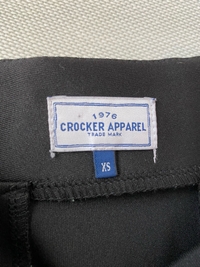 1976
CROCKER APPAREL
TRADE MARK
XS